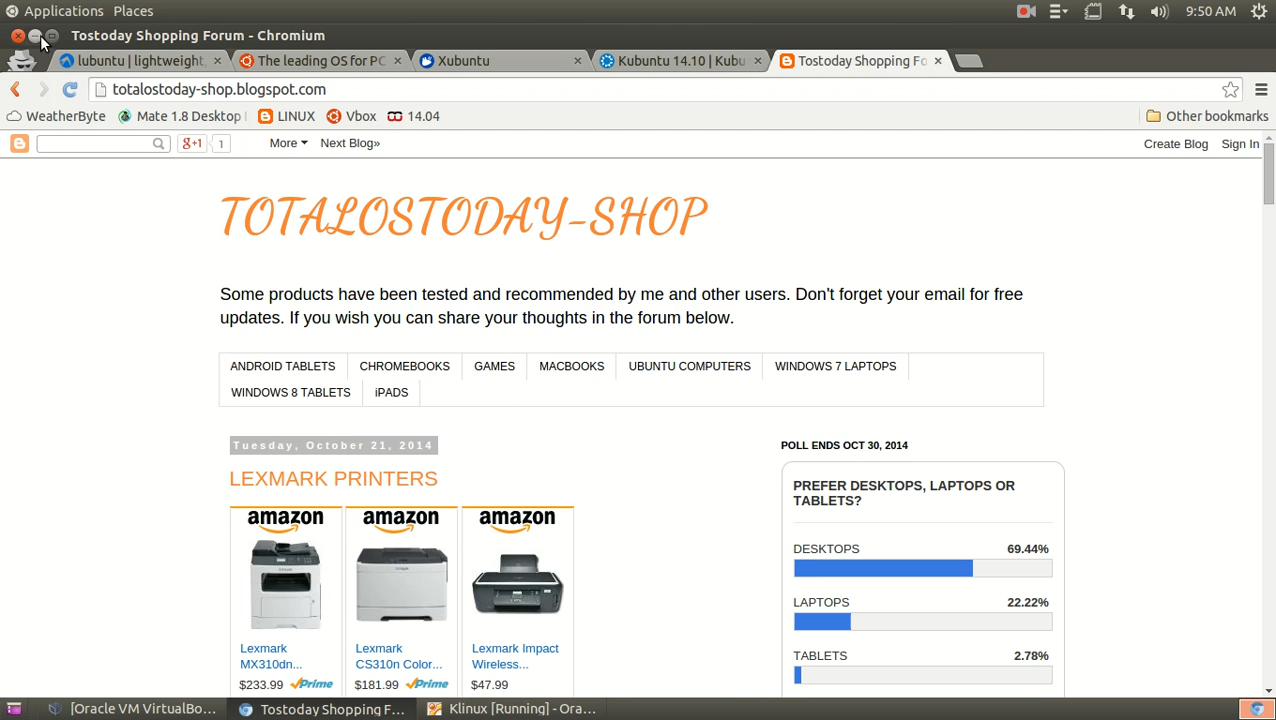 Applications Places 9:50 AM
Tostoday Shopping Forum - Chromium
lubuntu | lightweight, The leading OS for PC Xubuntu Kubuntu 14.10 | Kubu Tostoday Shopping Fo
totalostoday-shop.blogspot.com
WeatherByte Mate 1.8 Desktop LINUX Vbox 14.04 Other bookmarks
g+1 1 More Next Blog» Create Blog Sign In
TOTALOSTODAY-SHOP
Some products have been tested and recommended by me and other users. Don't forget your email for free
updates. If you wish you can share your thoughts in the forum below.
ANDROID TABLETS CHROMEBOOKS GAMES MACBOOKS UBUNTU COMPUTERS WINDOWS 7 LAPTOPS
WINDOWS 8 TABLETS iPADS
Tuesday, October 21, 2014
LEXMARK PRINTERS
amazon amazon amazon
Lexmark MX310dn...
$233.99 Prime
Lexmark CS310n Color...
$181.99 Prime
Lexmark Impact Wireless...
$47.99
POLL ENDS OCT 30, 2014
PREFER DESKTOPS, LAPTOPS OR
TABLETS?
DESKTOPS 69.44%
LAPTOPS 22.22%
TABLETS 2.78%
[Oracle VM VirtualBo... Tostoday Shopping F... Klinux [Running] - Ora...